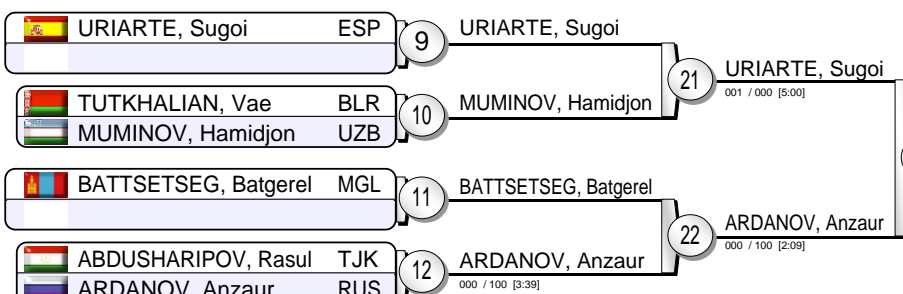 URIARTE, Sugoi ESP
9
URIARTE, Sugoi
TUTKHALIAN, Vae BLR
MUMINOV, Hamidjon UZB
10
MUMINOV, Hamidjon
21
URIARTE, Sugoi
001 / 000 [5:00]
BATTSETSEG, Batgerel MGL
11
BATTSETSEG, Batgerel
ABDUSHARIPOV, Rasul TJK
ARDANOV, Anzaur RUS
12
ARDANOV, Anzaur
000 / 100 [3:39]
22
ARDANOV, Anzaur
000 / 100 [2:09]